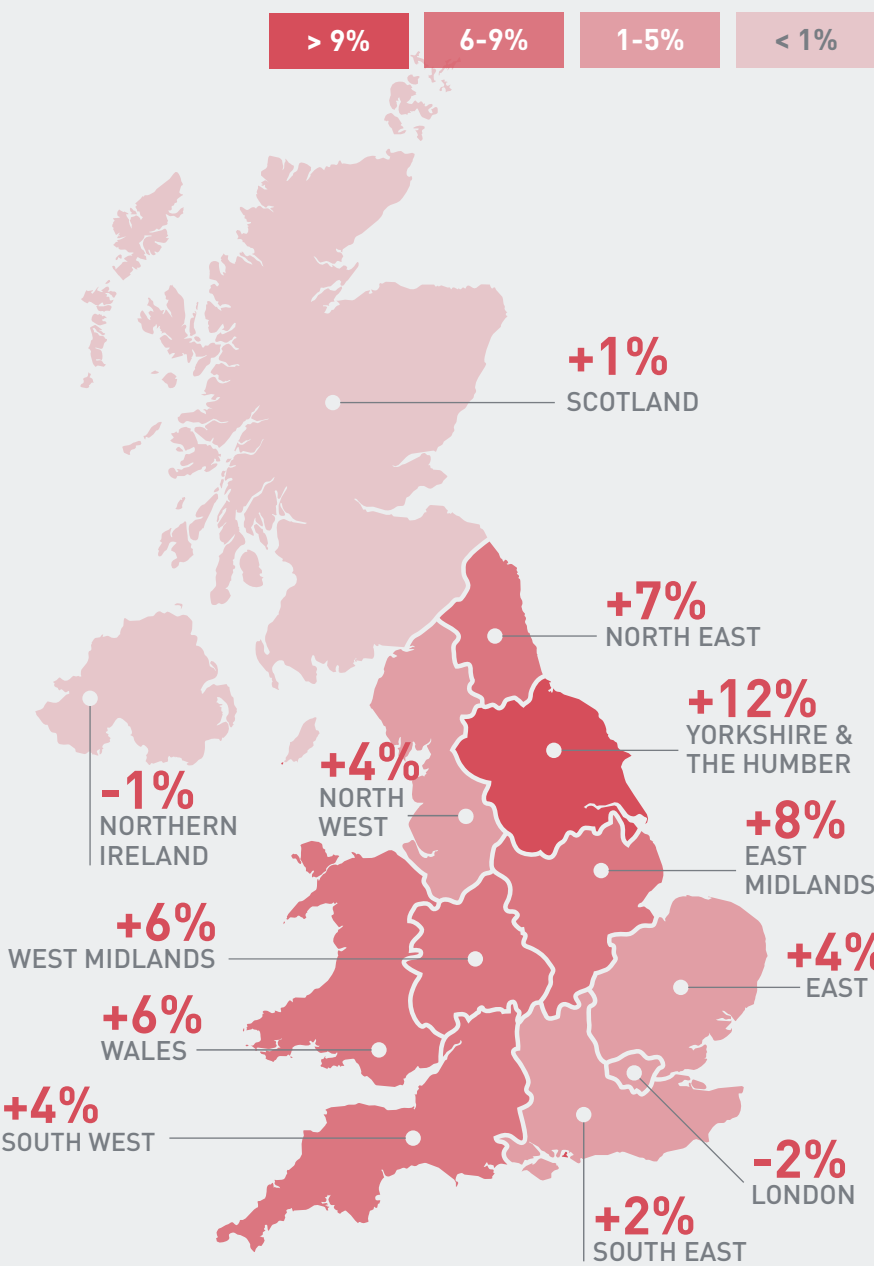 > 9%
6-9%
1-5%
< 1%
+1%
SCOTLAND
+7%
NORTH EAST
+12%
YORKSHIRE &
THE HUMBER
+4%
NORTH
WEST
-1%
NORTHERN
IRELAND
+8%
EAST
MIDLANDS
+6%
WEST MIDLANDS
+4%
EAST
+6%
WALES
+4%
SOUTH WEST
-2%
LONDON
+2%
SOUTH EAST